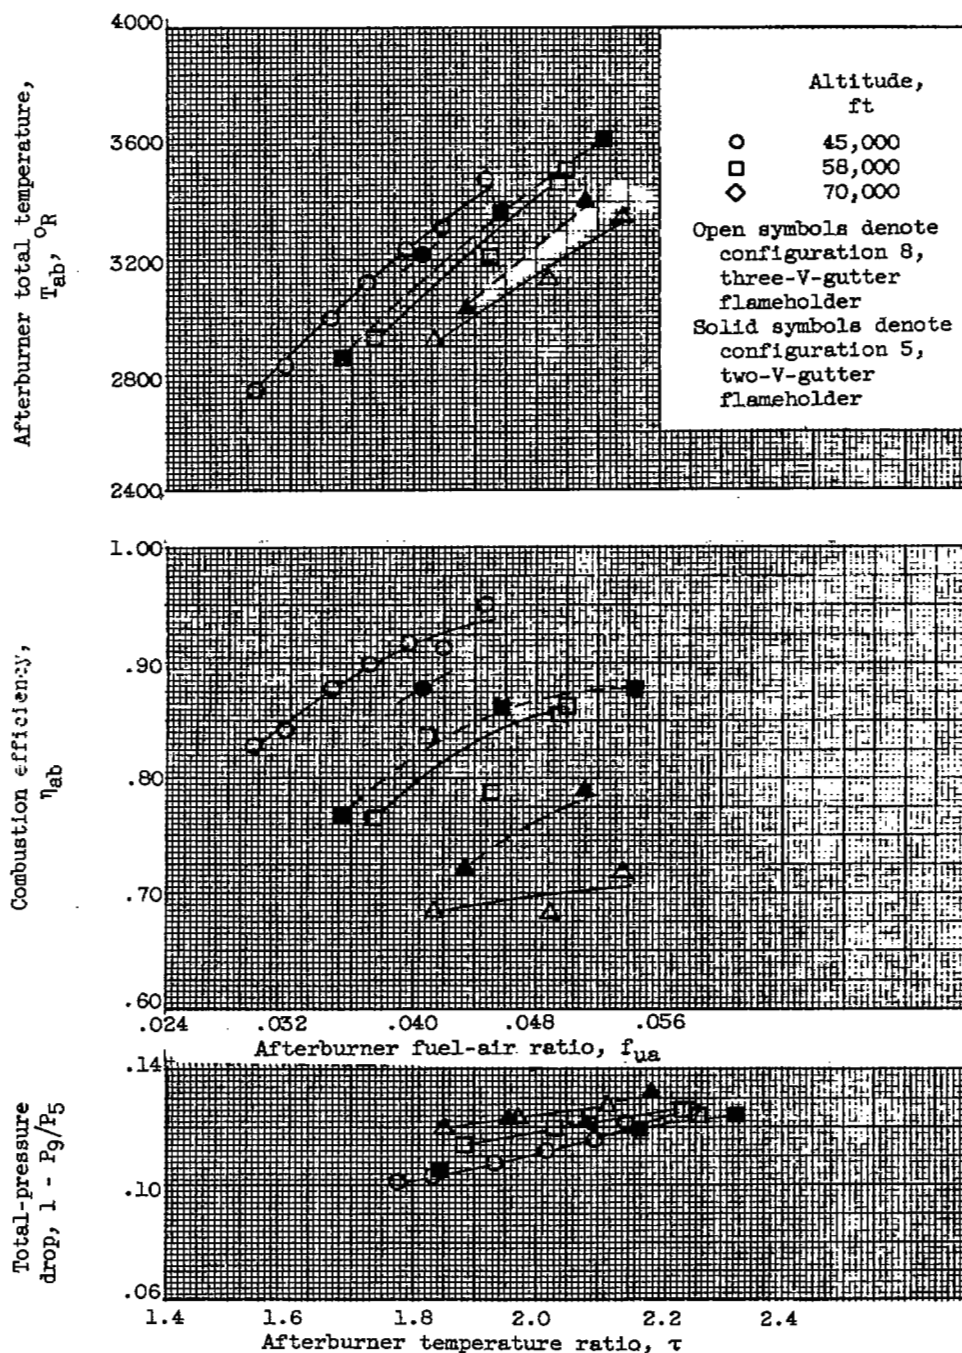 4000
3600
3200
2800
2400
Afterburner total temperature,
T_ab, °R
Altitude,
ft
45,000
58,000
70,000
Open symbols denote
configuration 8,
three-V-gutter
flameholder
Solid symbols denote
configuration 5,
two-V-gutter
flameholder
1.00
.90
.80
.70
.60
Combustion efficiency,
η_ab
.024 .032 .040 .048 .056
Afterburner fuel-air ratio, f_ua
.14
.10
.06
Total-pressure
drop, 1 - P9/P5
1.4 1.6 1.8 2.0 2.2 2.4
Afterburner temperature ratio, τ